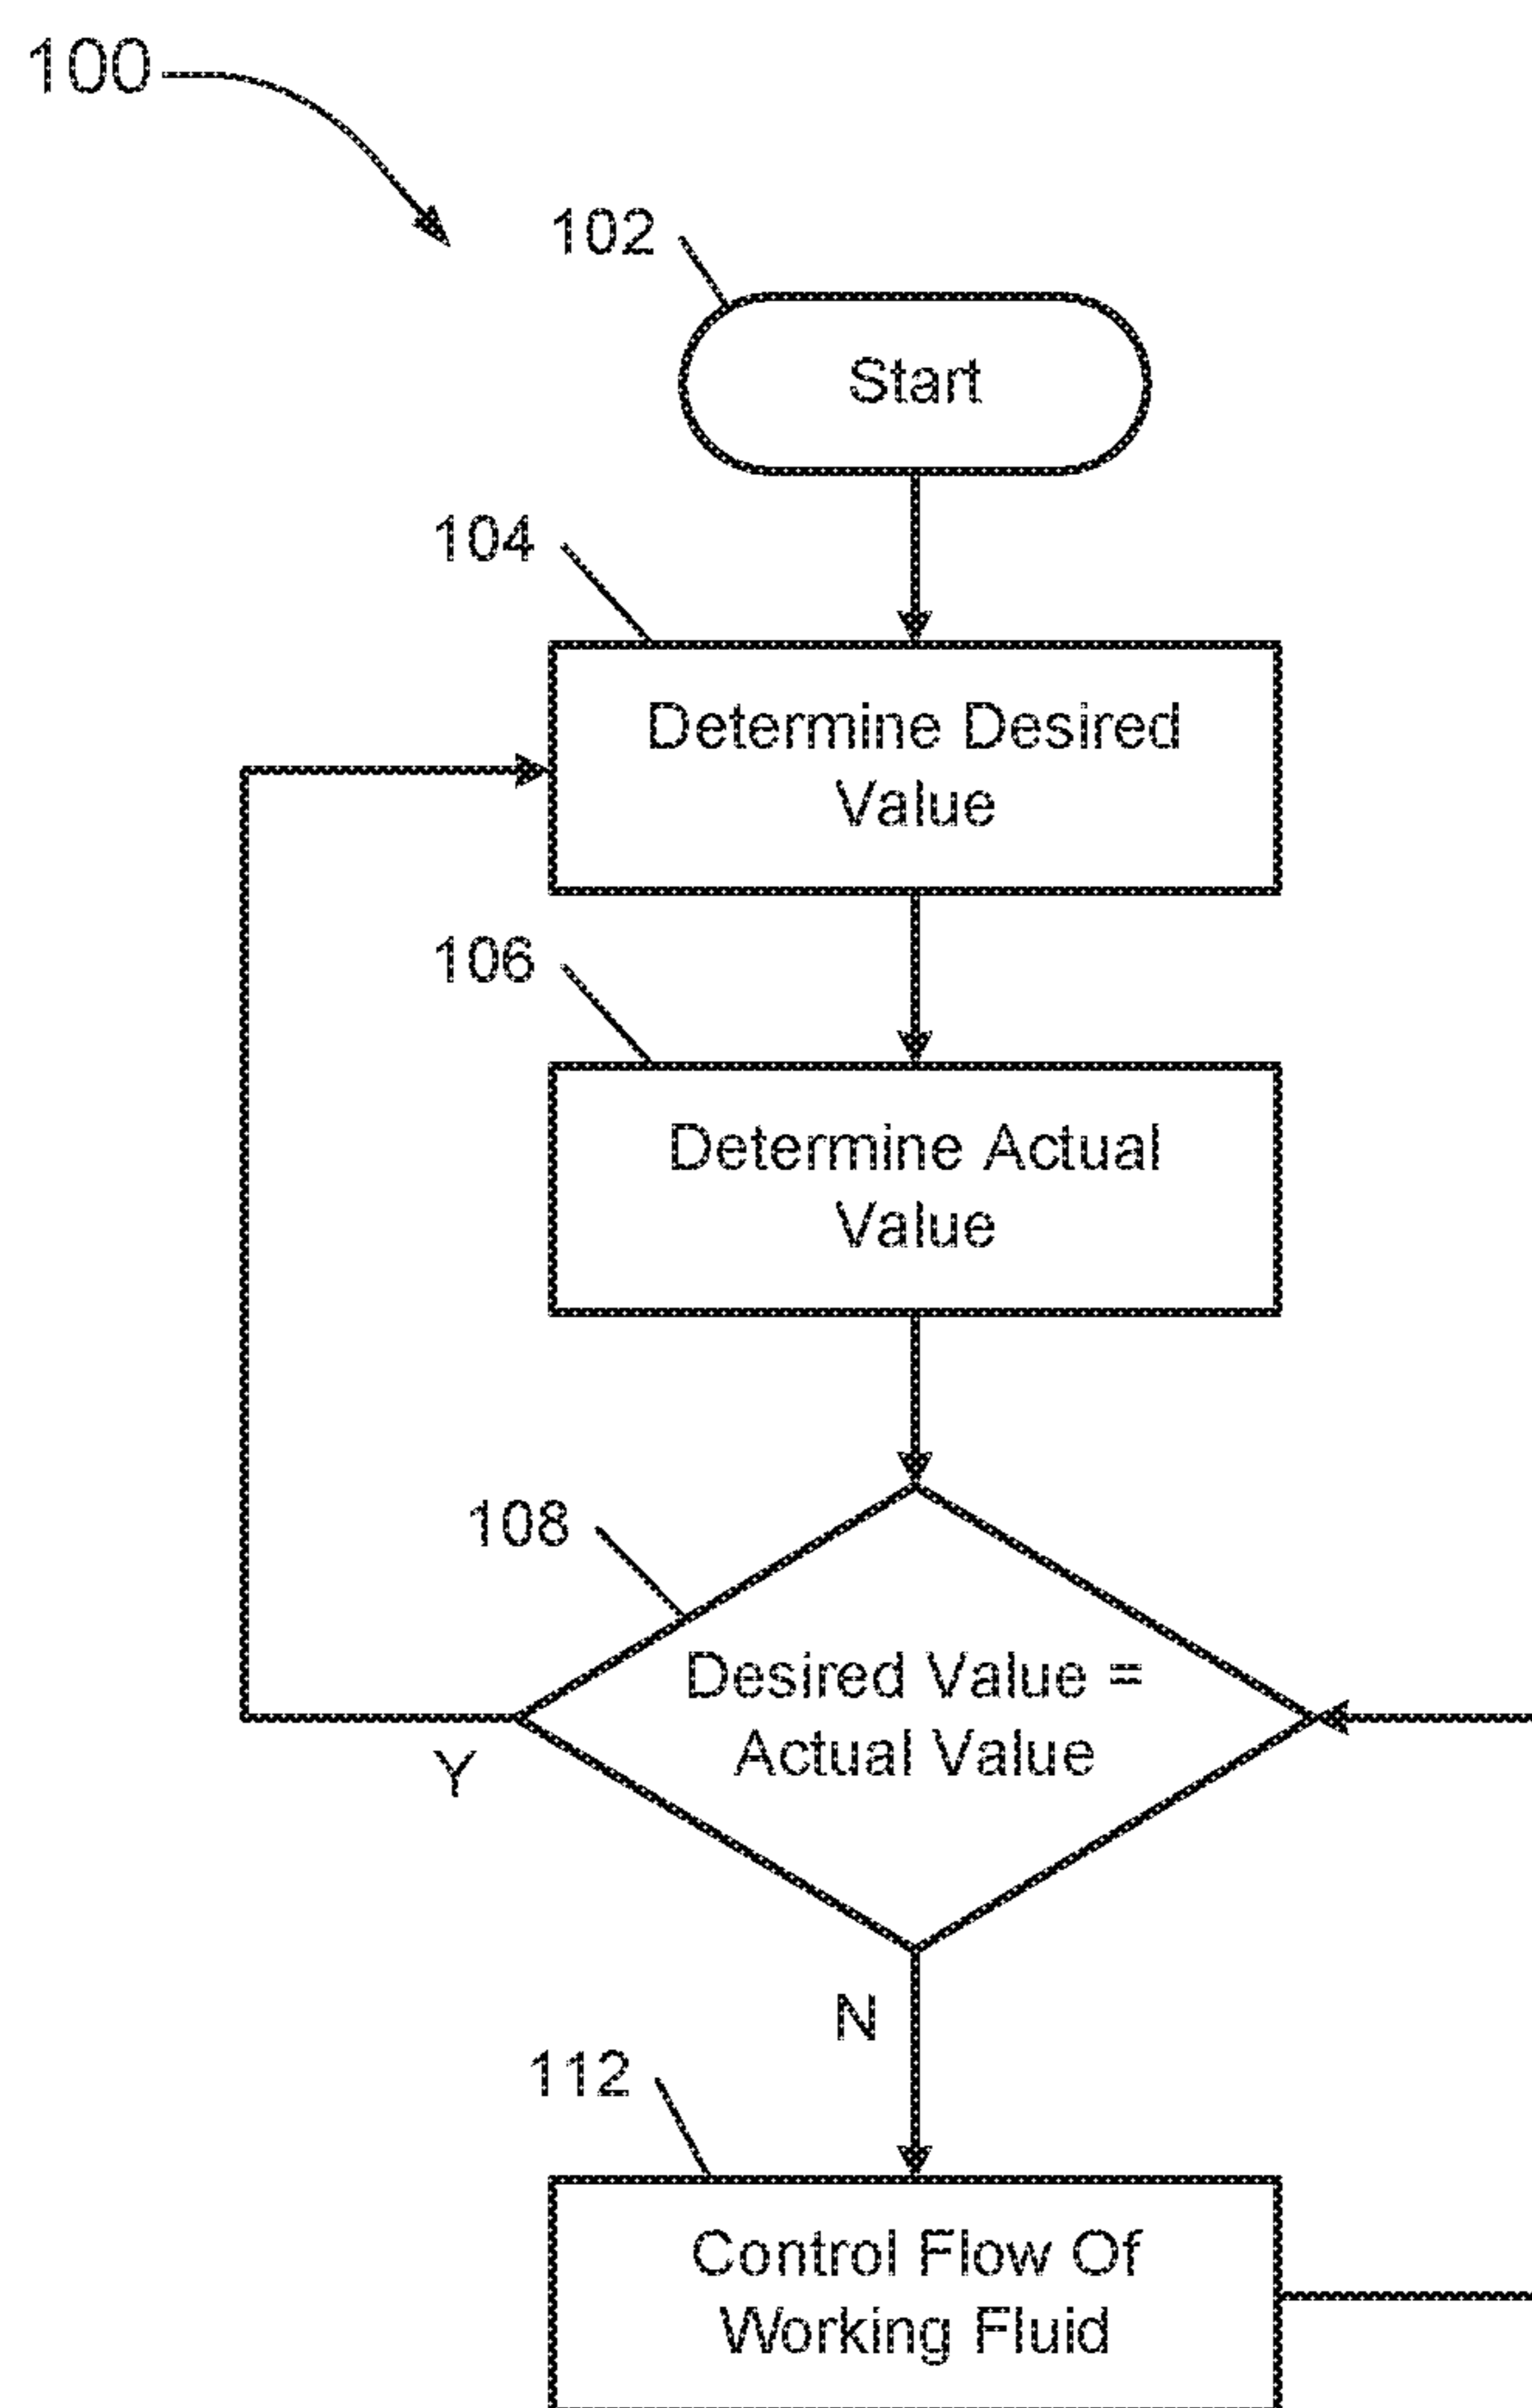 100
102
Start
104
Determine Desired
Value
106
Determine Actual
Value
108
Desired Value =
Actual Value
Y
N
112
Control Flow Of
Working Fluid